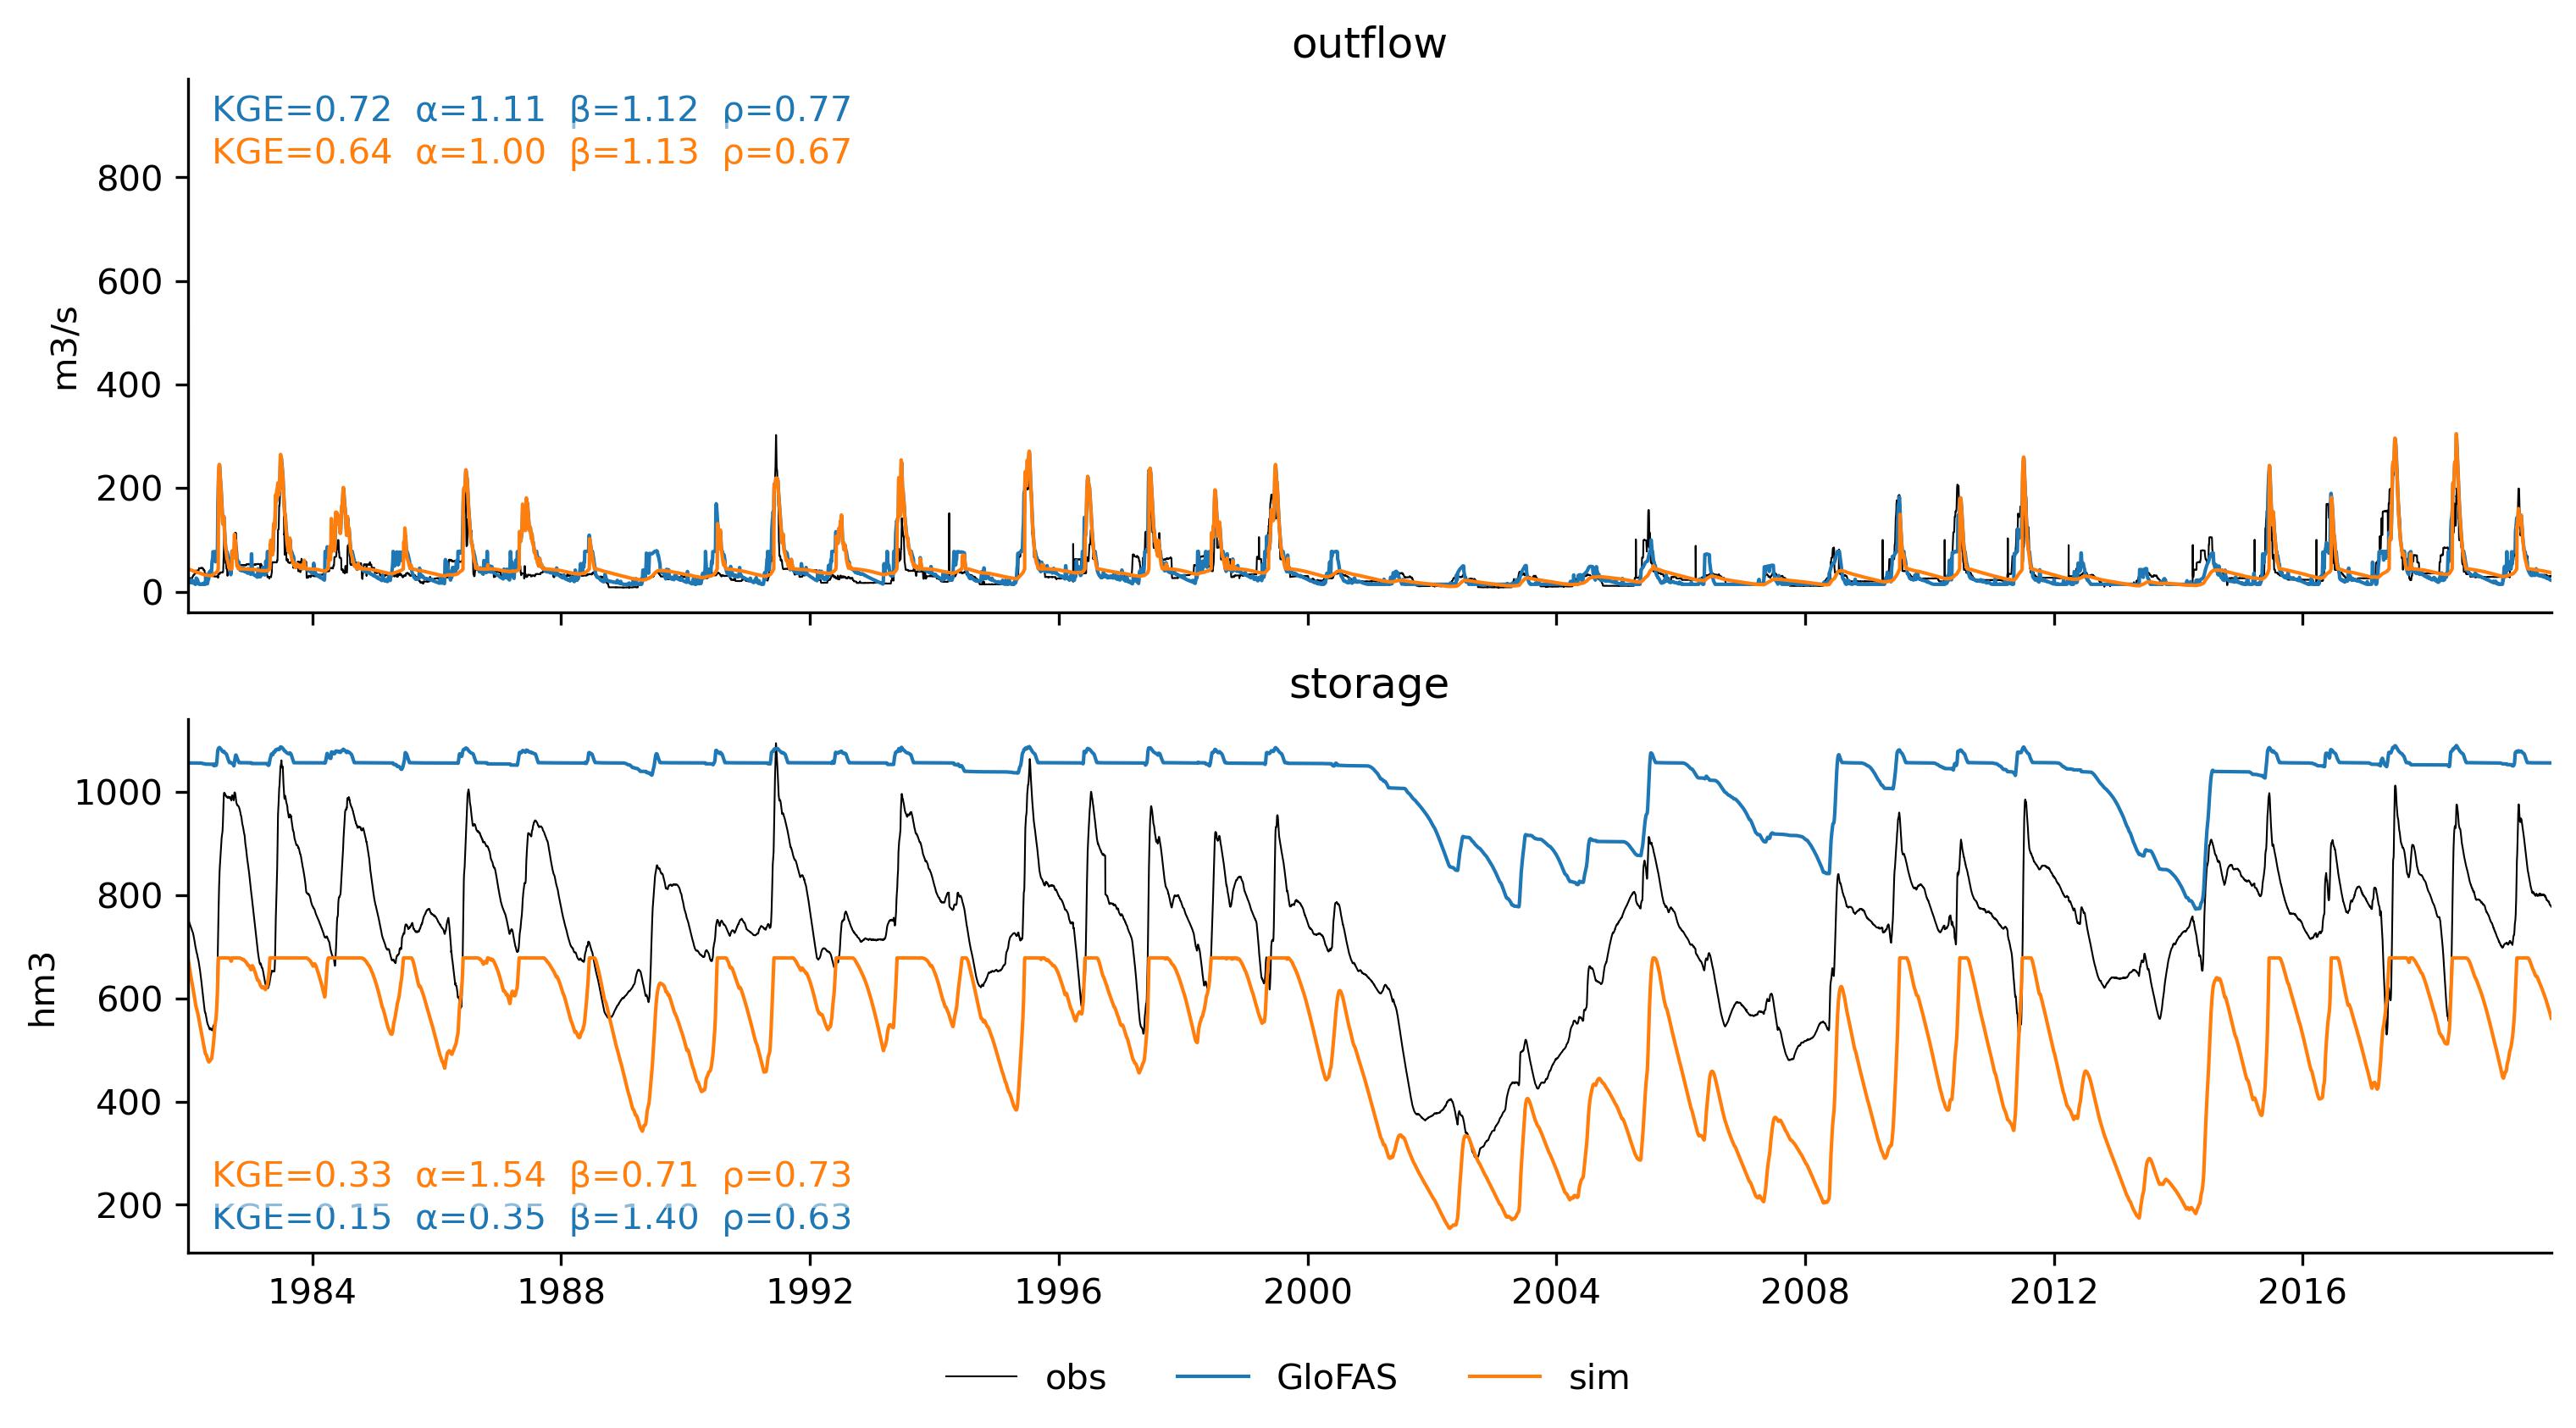 outflow
KGE=0.72 α=1.11 β=1.12 ρ=0.77
KGE=0.64 α=1.00 β=1.13 ρ=0.67
800
600
400
200
0
m3/s
storage
1000
800
600
400
200
hm3
KGE=0.33 α=1.54 β=0.71 ρ=0.73
KGE=0.15 α=0.35 β=1.40 ρ=0.63
1984 1988 1992 1996 2000 2004 2008 2012 2016
obs GloFAS sim